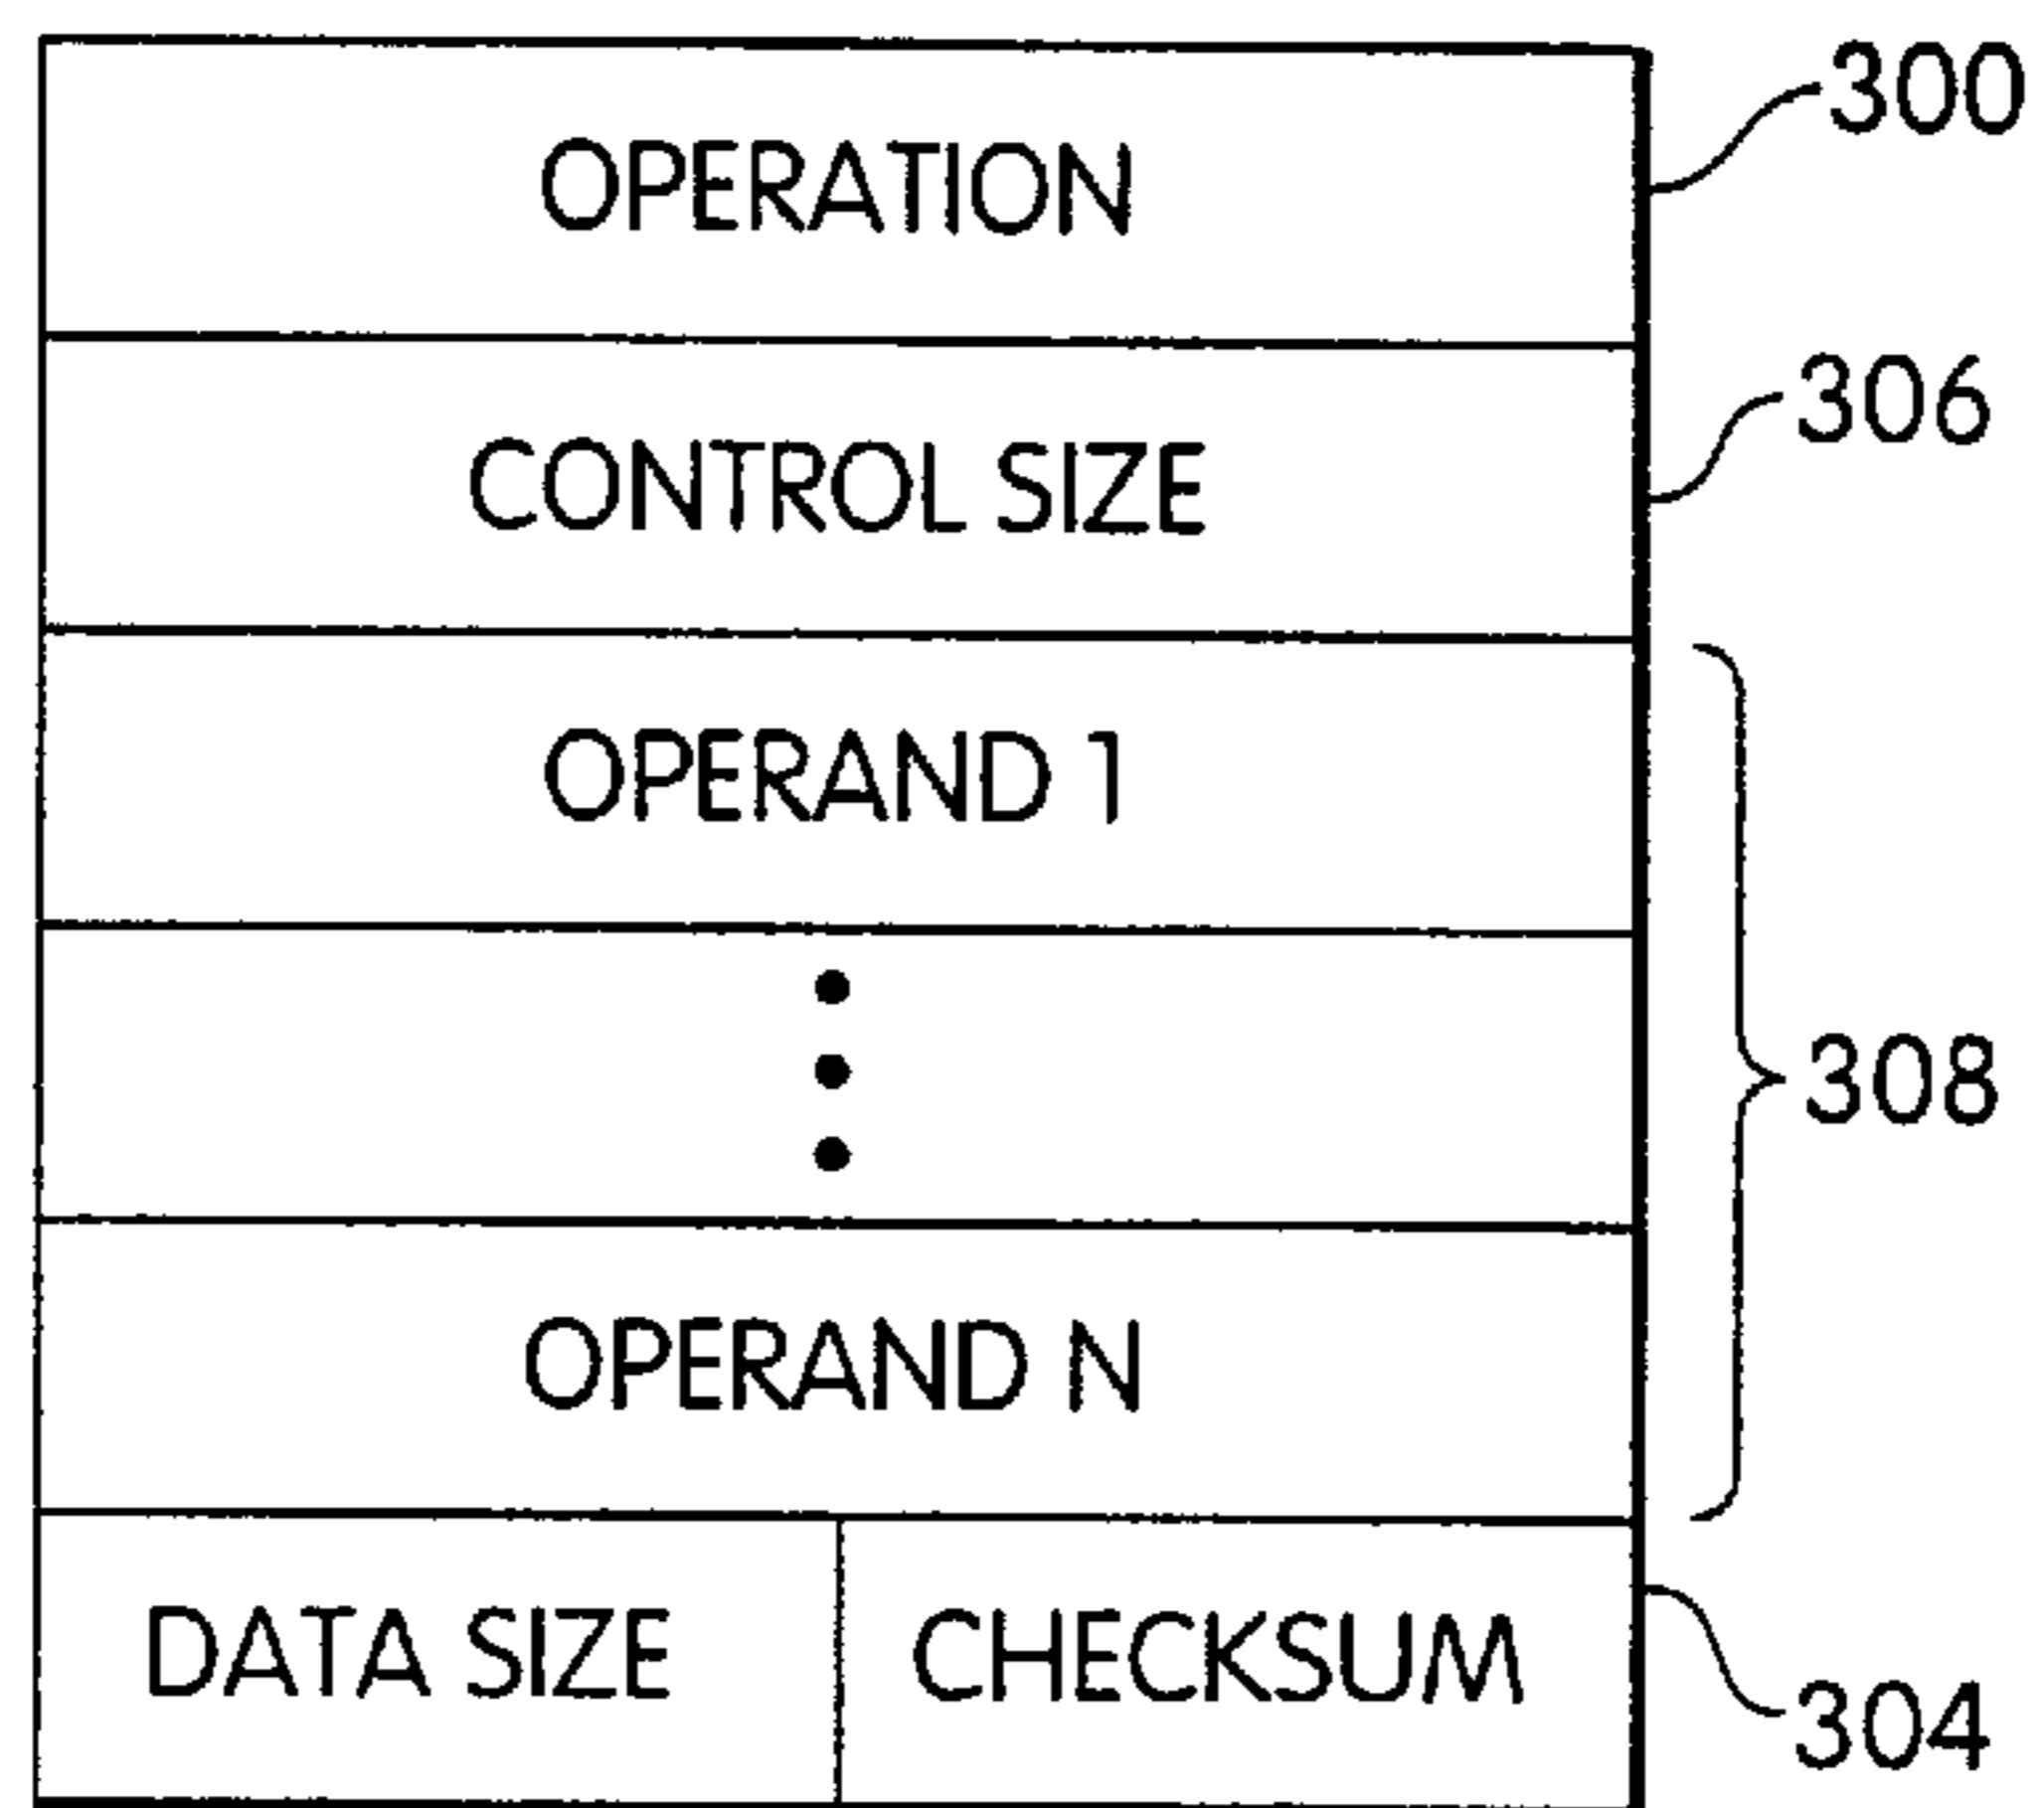 OPERATION
300
CONTROL SIZE
306
OPERAND 1
308
OPERAND N
DATA SIZE CHECKSUM
304